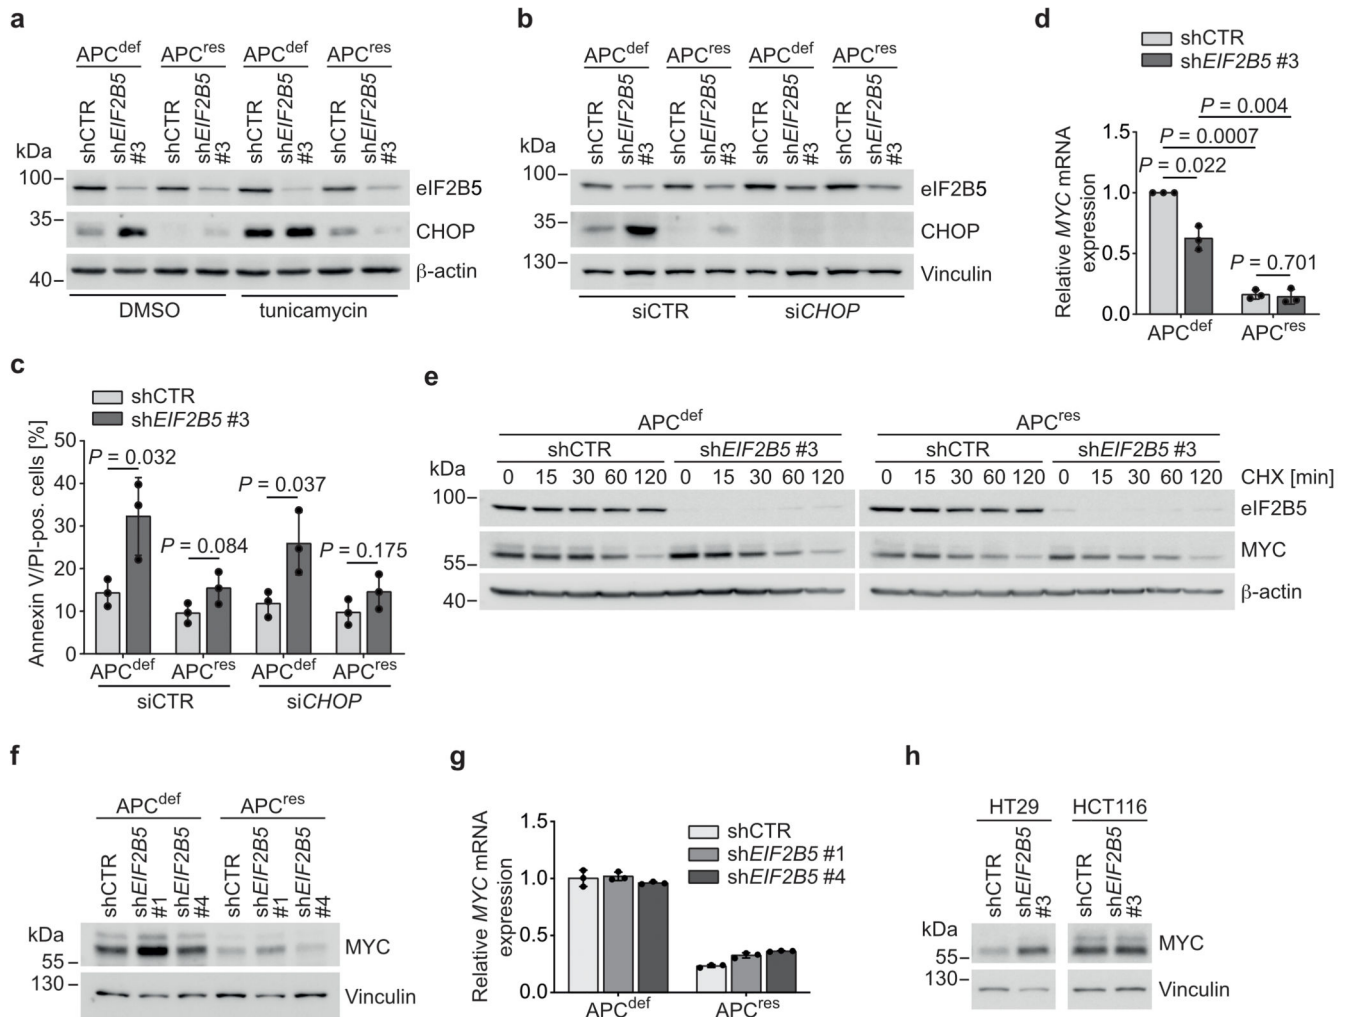 a
APCdef APCres APCdef APCres
shCTR shEIF2B5 #3 shCTR shEIF2B5 #3 shCTR shEIF2B5 #3 shCTR shEIF2B5 #3
kDa
100 eIF2B5
35 CHOP
40 β-actin
DMSO tunicamycin
b
APCdef APCres APCdef APCres
shCTR shEIF2B5 #3 shCTR shEIF2B5 #3 shCTR shEIF2B5 #3 shCTR shEIF2B5 #3
kDa
100 eIF2B5
35 CHOP
130 Vinculin
siCTR siCHOP
d
shCTR
shEIF2B5 #3
P = 0.004
P = 0.0007
P = 0.022
P = 0.701
Relative MYC mRNA
expression
1.5
1.0
0.5
0.0
APCdef APCres
c
shCTR
shEIF2B5 #3
Annexin V/PI-pos. cells [%]
50
40
30
20
10
0
P = 0.032
P = 0.084
P = 0.037
P = 0.175
APCdef APCres APCdef APCres
siCTR siCHOP
e
APCdef APCres
shCTR shEIF2B5 #3 shCTR shEIF2B5 #3
kDa 0 15 30 60 120 0 15 30 60 120 0 15 30 60 120 0 15 30 60 120 CHX [min]
100 eIF2B5
55 MYC
40 β-actin
f
APCdef APCres
shCTR shEIF2B5 #1 shEIF2B5 #4 shCTR shEIF2B5 #1 shEIF2B5 #4
kDa
55 MYC
130 Vinculin
g
Relative MYC mRNA
expression
1.5
1.0
0.5
0.0
shCTR
shEIF2B5 #1
shEIF2B5 #4
APCdef APCres
h
HT29 HCT116
shCTR shEIF2B5 #3 shCTR shEIF2B5 #3
kDa
55 MYC
130 Vinculin